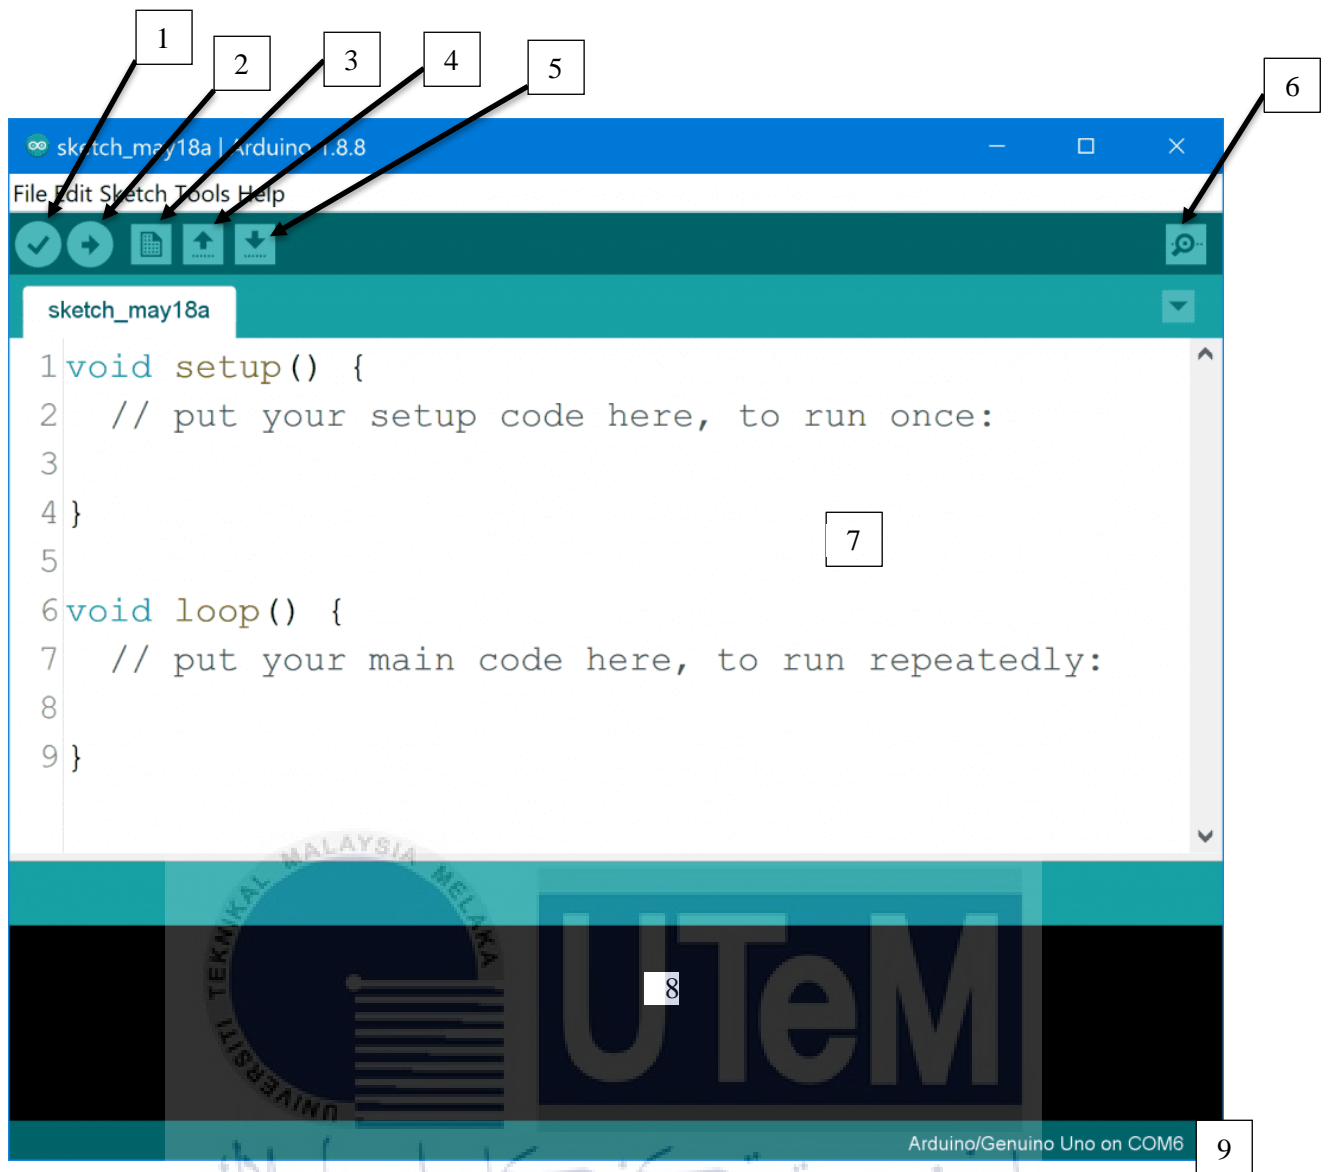 1
2
3
4
5
6
sketch_may18a | Arduino 1.8.8
File Edit Sketch Tools Help
sketch_may18a
1 void setup() {
2 // put your setup code here, to run once:
3
4 }
5
7
6 void loop() {
7 // put your main code here, to run repeatedly:
8
9 }
UNIVERSITI TEKNIKAL MALAYSIA MELAKA
UTeM
8
Arduino/Genuino Uno on COM6
9